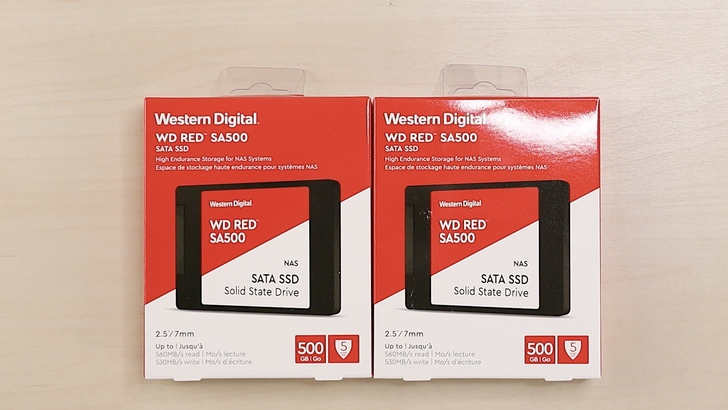 Western Digital.
WD RED™ SA500
SATA SSD
High Endurance Storage for NAS Systems
Espace de stockage haute endurance pour systèmes NAS
Western Digital.
WD RED™
SA500
NAS
SATA SSD
Solid State Drive
2.5"/7mm
Up to | Jusqu'à
560MB/s read | Mo/s lecture
530MB/s write | Mo/s d'écriture
500
GB | Go
5
Western Digital
WD RED™ SA500
SATA SSD
High Endurance Storage for NAS Systems
Espace de stockage haute endurance pour systèmes NAS
Western Digital.
WD RED™
SA500
NAS
SATA SSD
Solid State Drive
2.5"/7mm
Up to | Jusqu'à
560MB/s read | Mo/s lecture
530MB/s write | Mo/s d'écriture
500
GB | Go
5